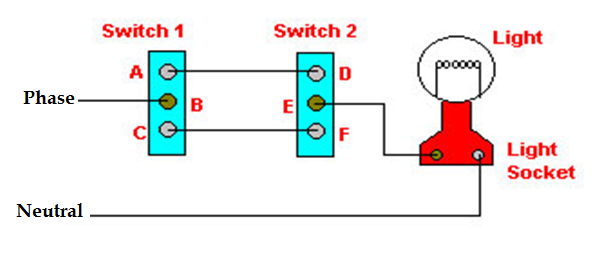 Switch 1
Switch 2
Light
A
D
Phase
B
E
C
F
Light
Socket
Neutral